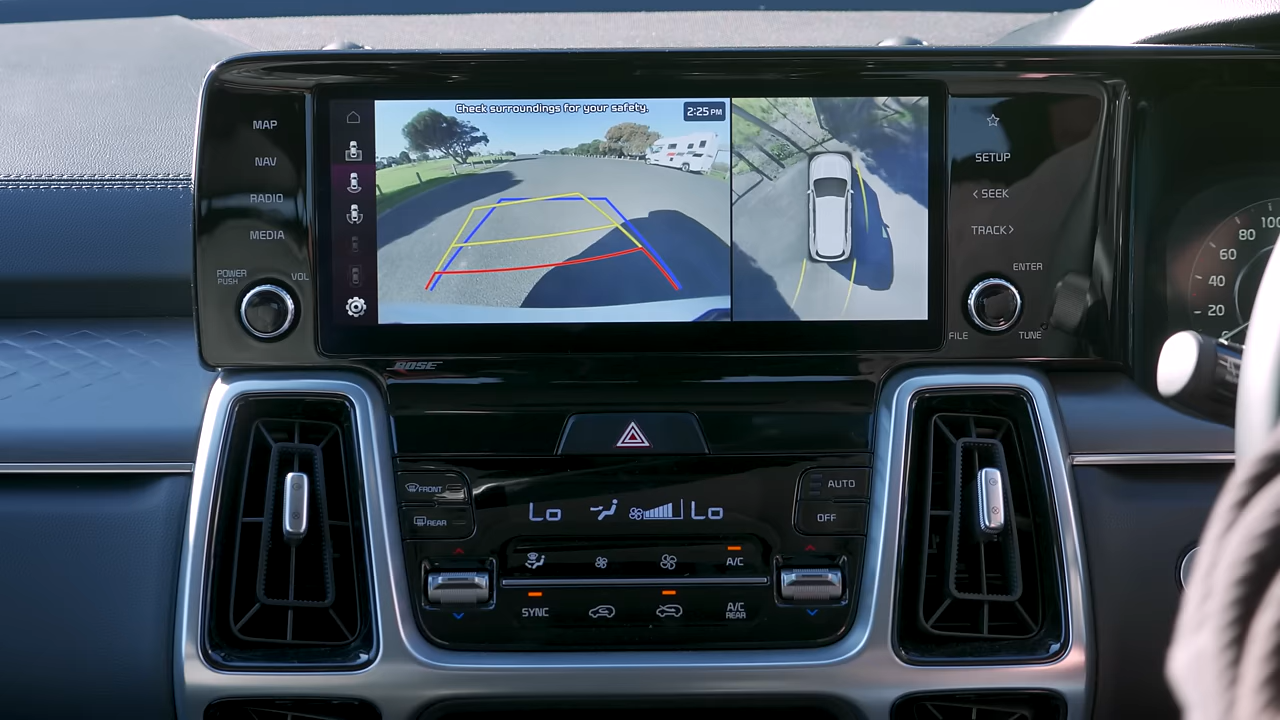 MAP
NAV
RADIO
MEDIA
POWER
PUSH
VOL
Check surroundings for your safety.
2:25 PM
SETUP
< SEEK
TRACK >
ENTER
FILE
TUNE
BOSE
100
80
60
40
20
FRONT
REAR
Lo
Lo
AUTO
OFF
A/C
SYNC
A/C
REAR